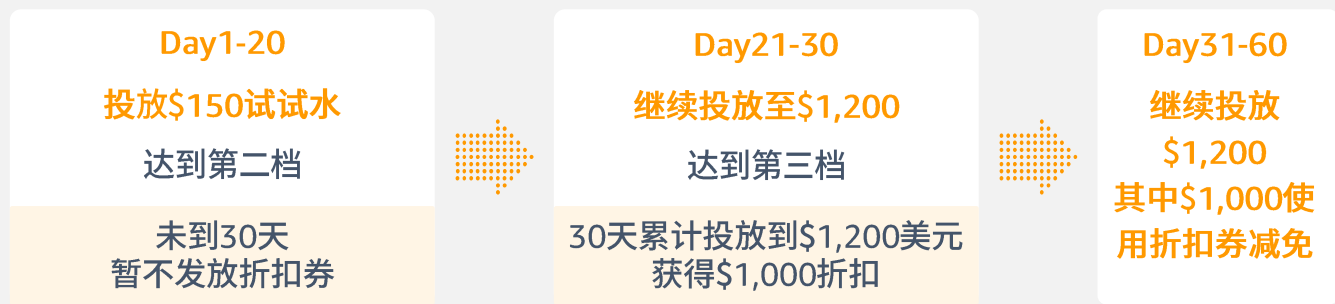 Day1-20
投放$150试试水
达到第二档
未到30天
暂不发放折扣券
Day21-30
继续投放至$1,200
达到第三档
30天累计投放到$1,200美元
获得$1,000折扣
Day31-60
继续投放
$1,200
其中$1,000使
用折扣券减免